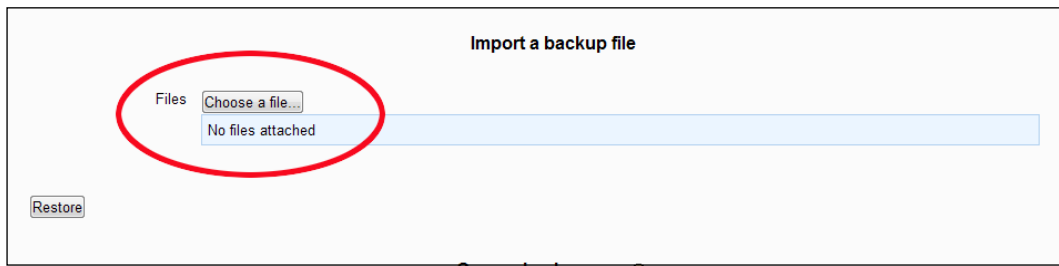 Import a backup file
Files Choose a file...
No files attached
Restore